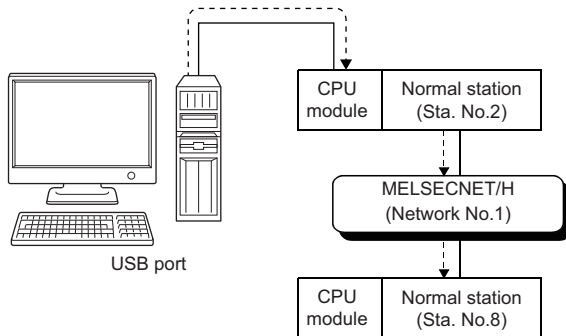 CPU
module
Normal station
(Sta. No.2)
MELSECNET/H
(Network No.1)
USB port
CPU
module
Normal station
(Sta. No.8)